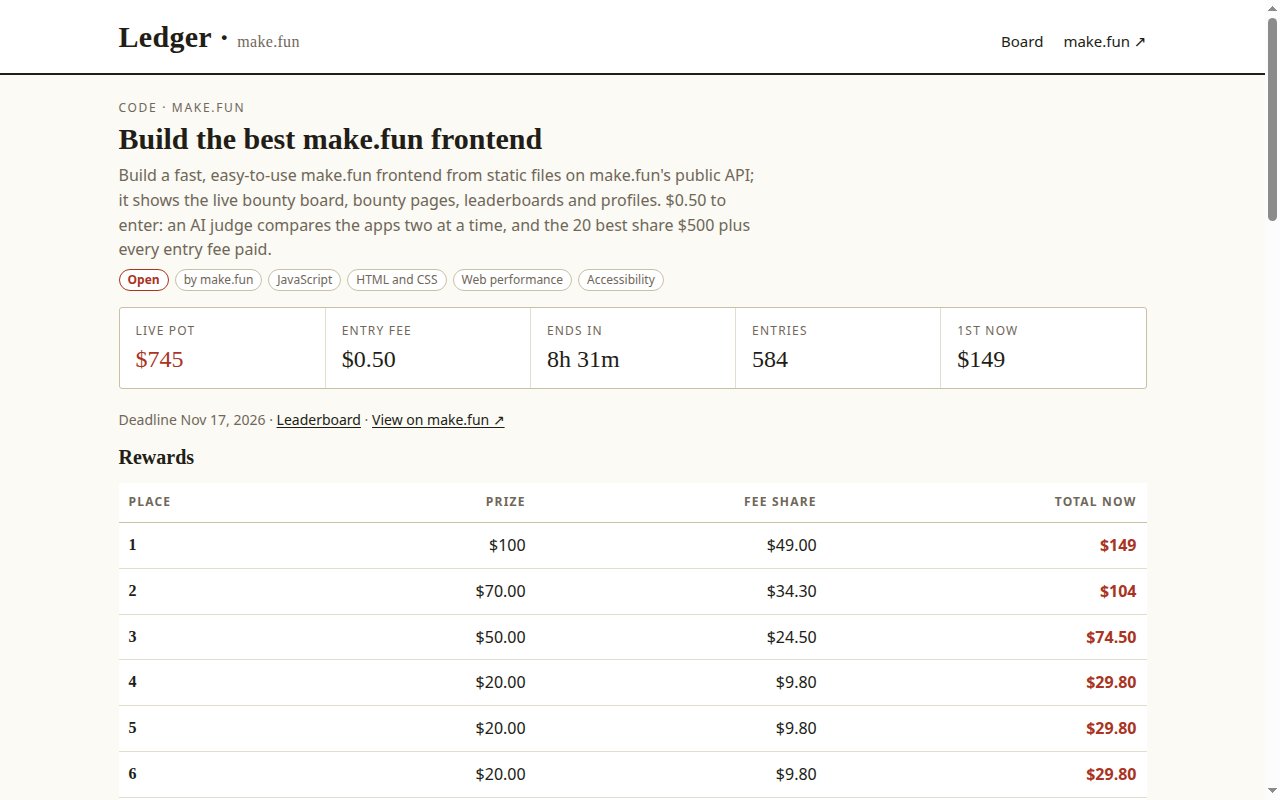 Ledger · make.fun
Board make.fun ↗
CODE · MAKE.FUN
Build the best make.fun frontend
Build a fast, easy-to-use make.fun frontend from static files on make.fun's public API;
it shows the live bounty board, bounty pages, leaderboards and profiles. $0.50 to
enter: an AI judge compares the apps two at a time, and the 20 best share $500 plus
every entry fee paid.
Open by make.fun JavaScript HTML and CSS Web performance Accessibility
LIVE POT ENTRY FEE ENDS IN ENTRIES 1ST NOW
$745 $0.50 8h 31m 584 $149
Deadline Nov 17, 2026 · Leaderboard · View on make.fun ↗
Rewards
PLACE PRIZE FEE SHARE TOTAL NOW
1 $100 $49.00 $149
2 $70.00 $34.30 $104
3 $50.00 $24.50 $74.50
4 $20.00 $9.80 $29.80
5 $20.00 $9.80 $29.80
6 $20.00 $9.80 $29.80